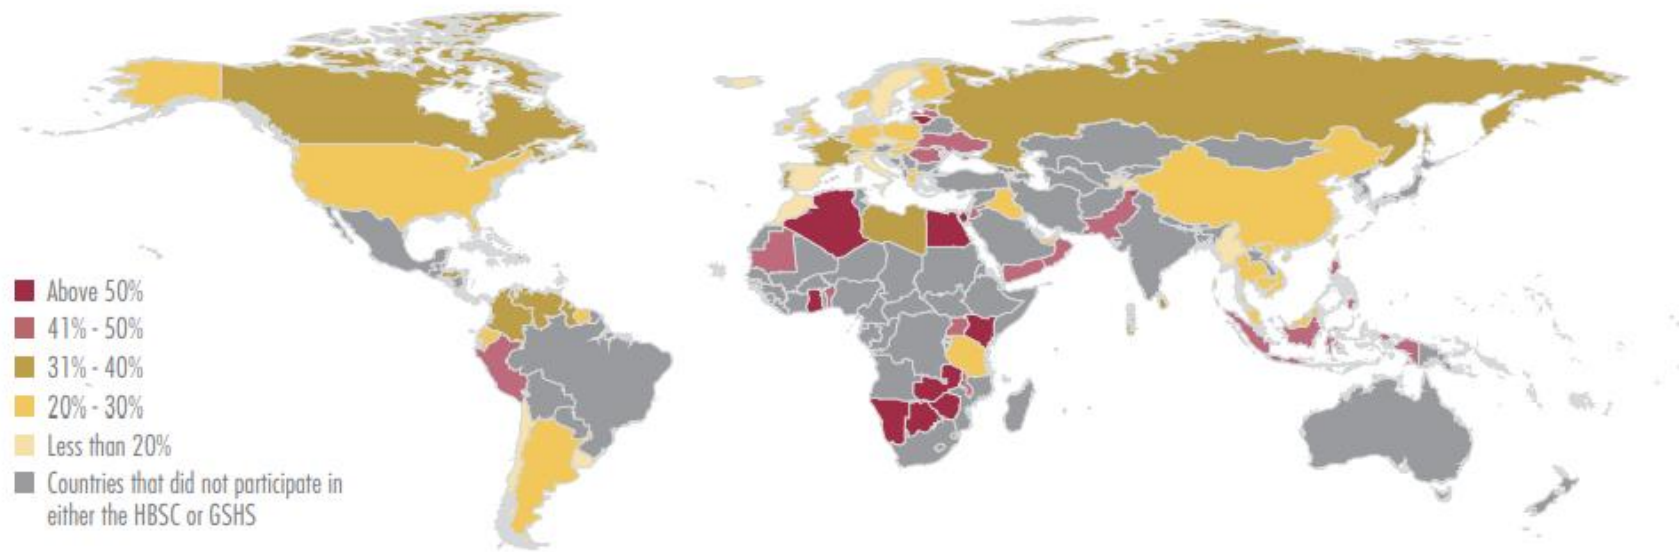 Above 50%
41% - 50%
31% - 40%
20% - 30%
Less than 20%
Countries that did not participate in
either the HBSC or GSHS